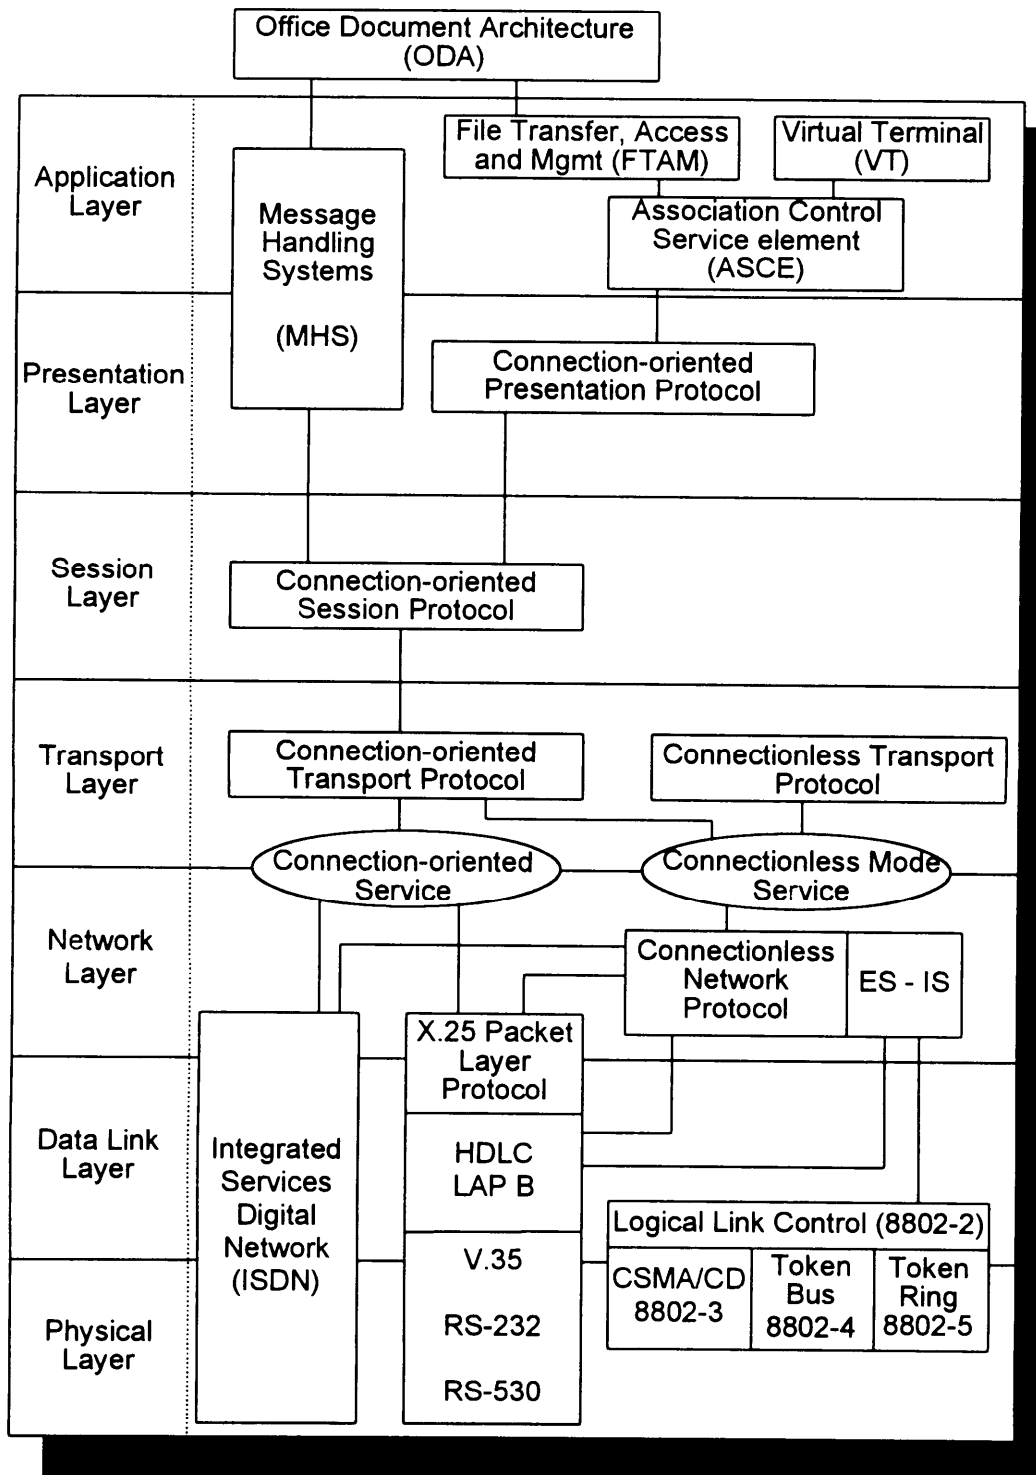 Office Document Architecture
(ODA)
Application
Layer
File Transfer, Access
and Mgmt (FTAM)
Virtual Terminal
(VT)
Message
Handling
Systems
(MHS)
Association Control
Service element
(ASCE)
Presentation
Layer
Connection-oriented
Presentation Protocol
Session
Layer
Connection-oriented
Session Protocol
Transport
Layer
Connection-oriented
Transport Protocol
Connectionless Transport
Protocol
Connection-oriented
Service
Connectionless Mode
Service
Network
Layer
Connectionless
Network
Protocol
ES - IS
X.25 Packet
Layer
Protocol
Data Link
Layer
Integrated
Services
Digital
Network
(ISDN)
HDLC
LAP B
Logical Link Control (8802-2)
Physical
Layer
V.35
RS-232
RS-530
CSMA/CD
8802-3
Token
Bus
8802-4
Token
Ring
8802-5